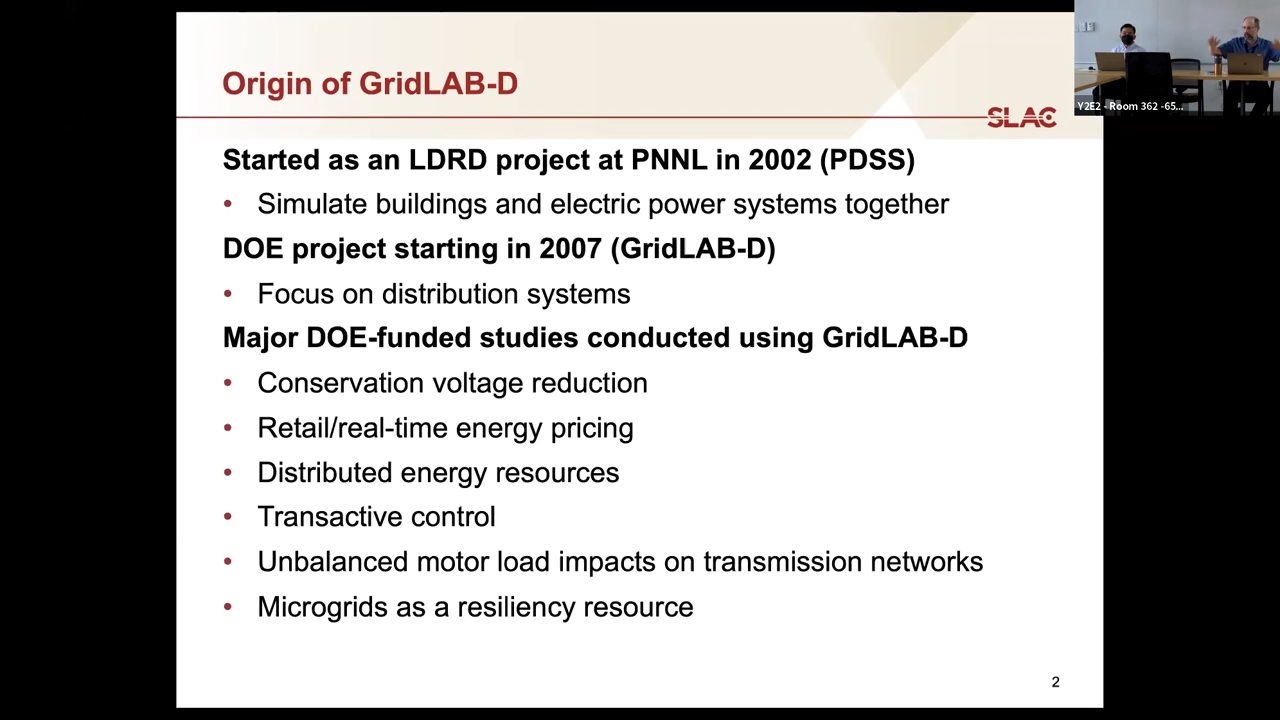 Origin of GridLAB-D
SLAC
Started as an LDRD project at PNNL in 2002 (PDSS)
• Simulate buildings and electric power systems together
DOE project starting in 2007 (GridLAB-D)
• Focus on distribution systems
Major DOE-funded studies conducted using GridLAB-D
• Conservation voltage reduction
• Retail/real-time energy pricing
• Distributed energy resources
• Transactive control
• Unbalanced motor load impacts on transmission networks
• Microgrids as a resiliency resource
2
Y2E2 - Room 362 -65...